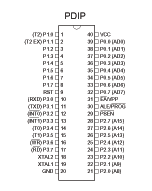 PDIP
(T2) P1.0 1 40 VCC
(T2 EX) P1.1 2 39 P0.0 (AD0)
P1.2 3 38 P0.1 (AD1)
P1.3 4 37 P0.2 (AD2)
P1.4 5 36 P0.3 (AD3)
P1.5 6 35 P0.4 (AD4)
P1.6 7 34 P0.5 (AD5)
P1.7 8 33 P0.6 (AD6)
RST 9 32 P0.7 (AD7)
(RXD) P3.0 10 31 EA/VPP
(TXD) P3.1 11 30 ALE/PROG
(INT0) P3.2 12 29 PSEN
(INT1) P3.3 13 28 P2.7 (A15)
(T0) P3.4 14 27 P2.6 (A14)
(T1) P3.5 15 26 P2.5 (A13)
(WR) P3.6 16 25 P2.4 (A12)
(RD) P3.7 17 24 P2.3 (A11)
XTAL2 18 23 P2.2 (A10)
XTAL1 19 22 P2.1 (A9)
GND 20 21 P2.0 (A8)